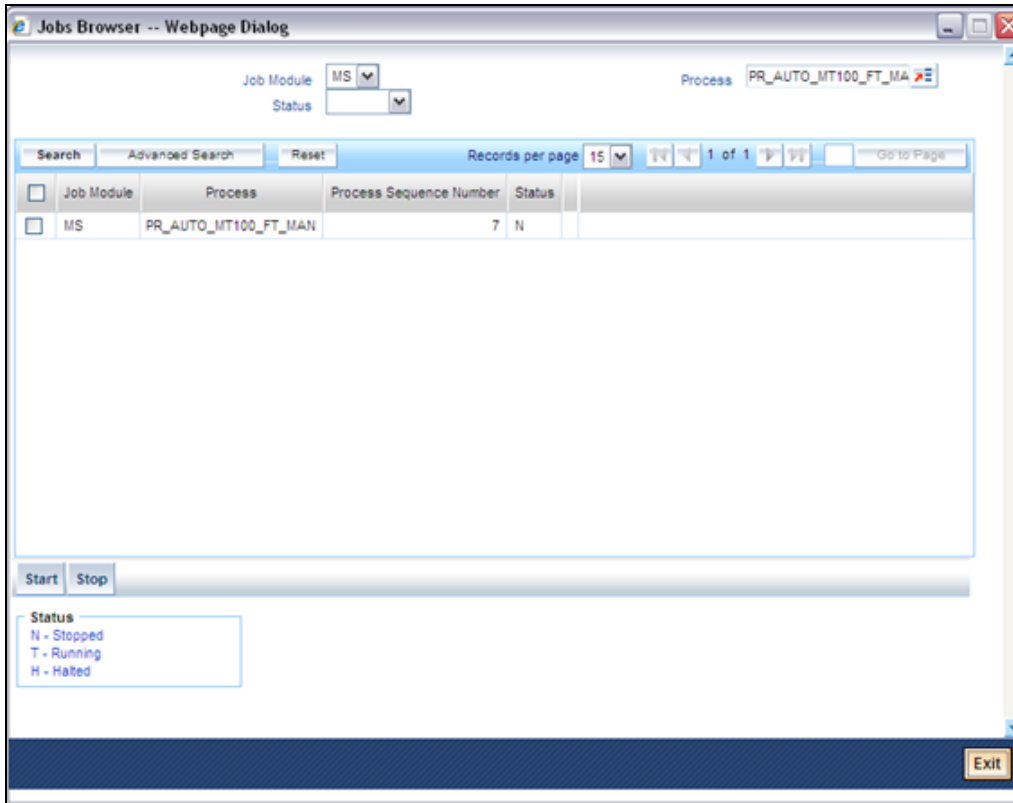 Jobs Browser -- Webpage Dialog
Job Module MS Process PR_AUTO_MT100_FT_MA
Status
Search Advanced Search Reset Records per page 15 1 of 1 Go to Page
Job Module Process Process Sequence Number Status
MS PR_AUTO_MT100_FT_MAN 7 N
Start Stop
Status
N - Stopped
T - Running
H - Halted
Exit